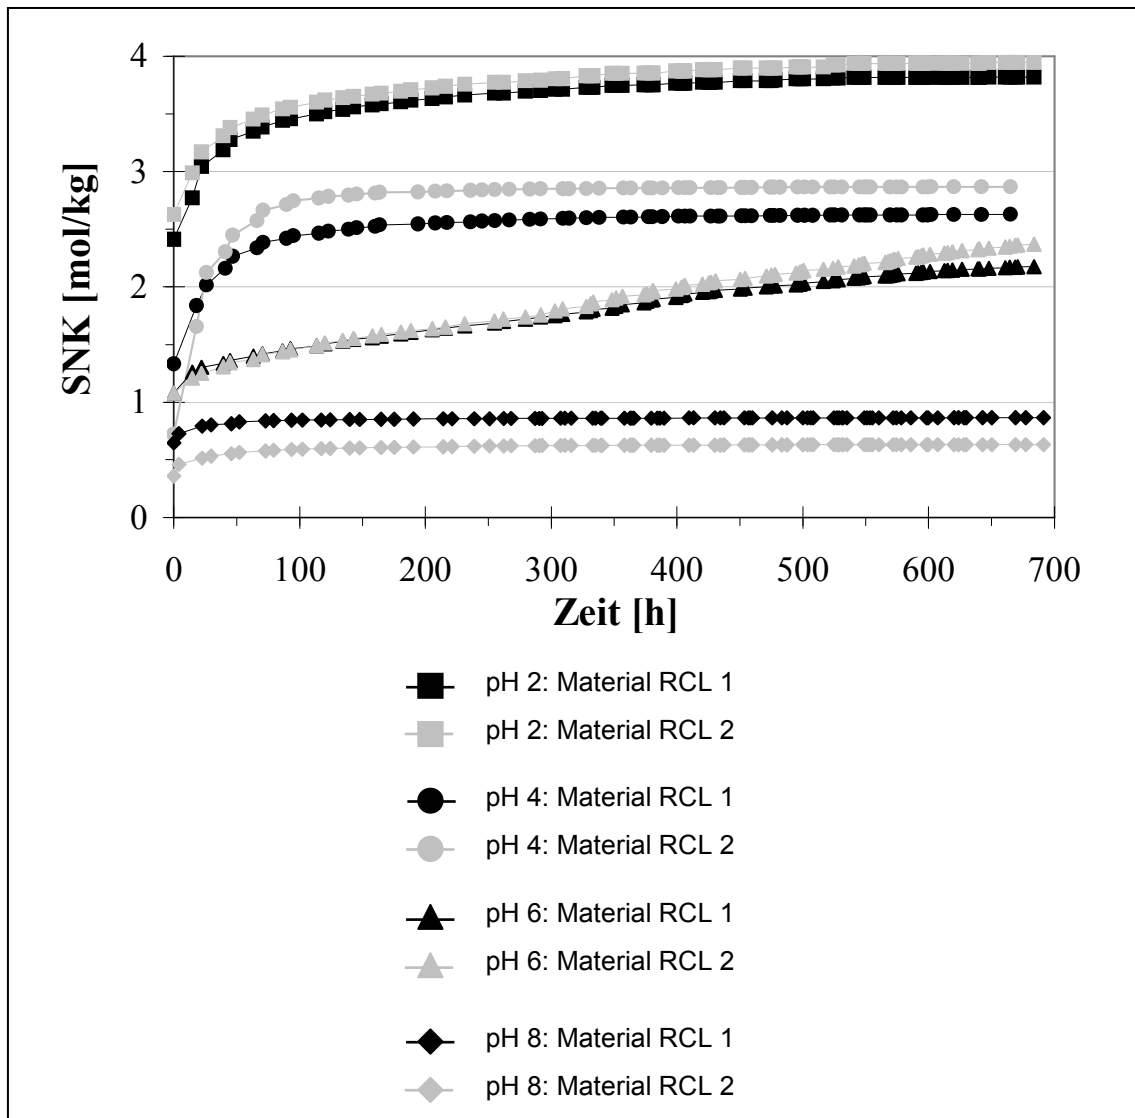 4
3
2
1
0
SNK [mol/kg]
0 100 200 300 400 500 600 700
Zeit [h]
pH 2: Material RCL 1
pH 2: Material RCL 2
pH 4: Material RCL 1
pH 4: Material RCL 2
pH 6: Material RCL 1
pH 6: Material RCL 2
pH 8: Material RCL 1
pH 8: Material RCL 2